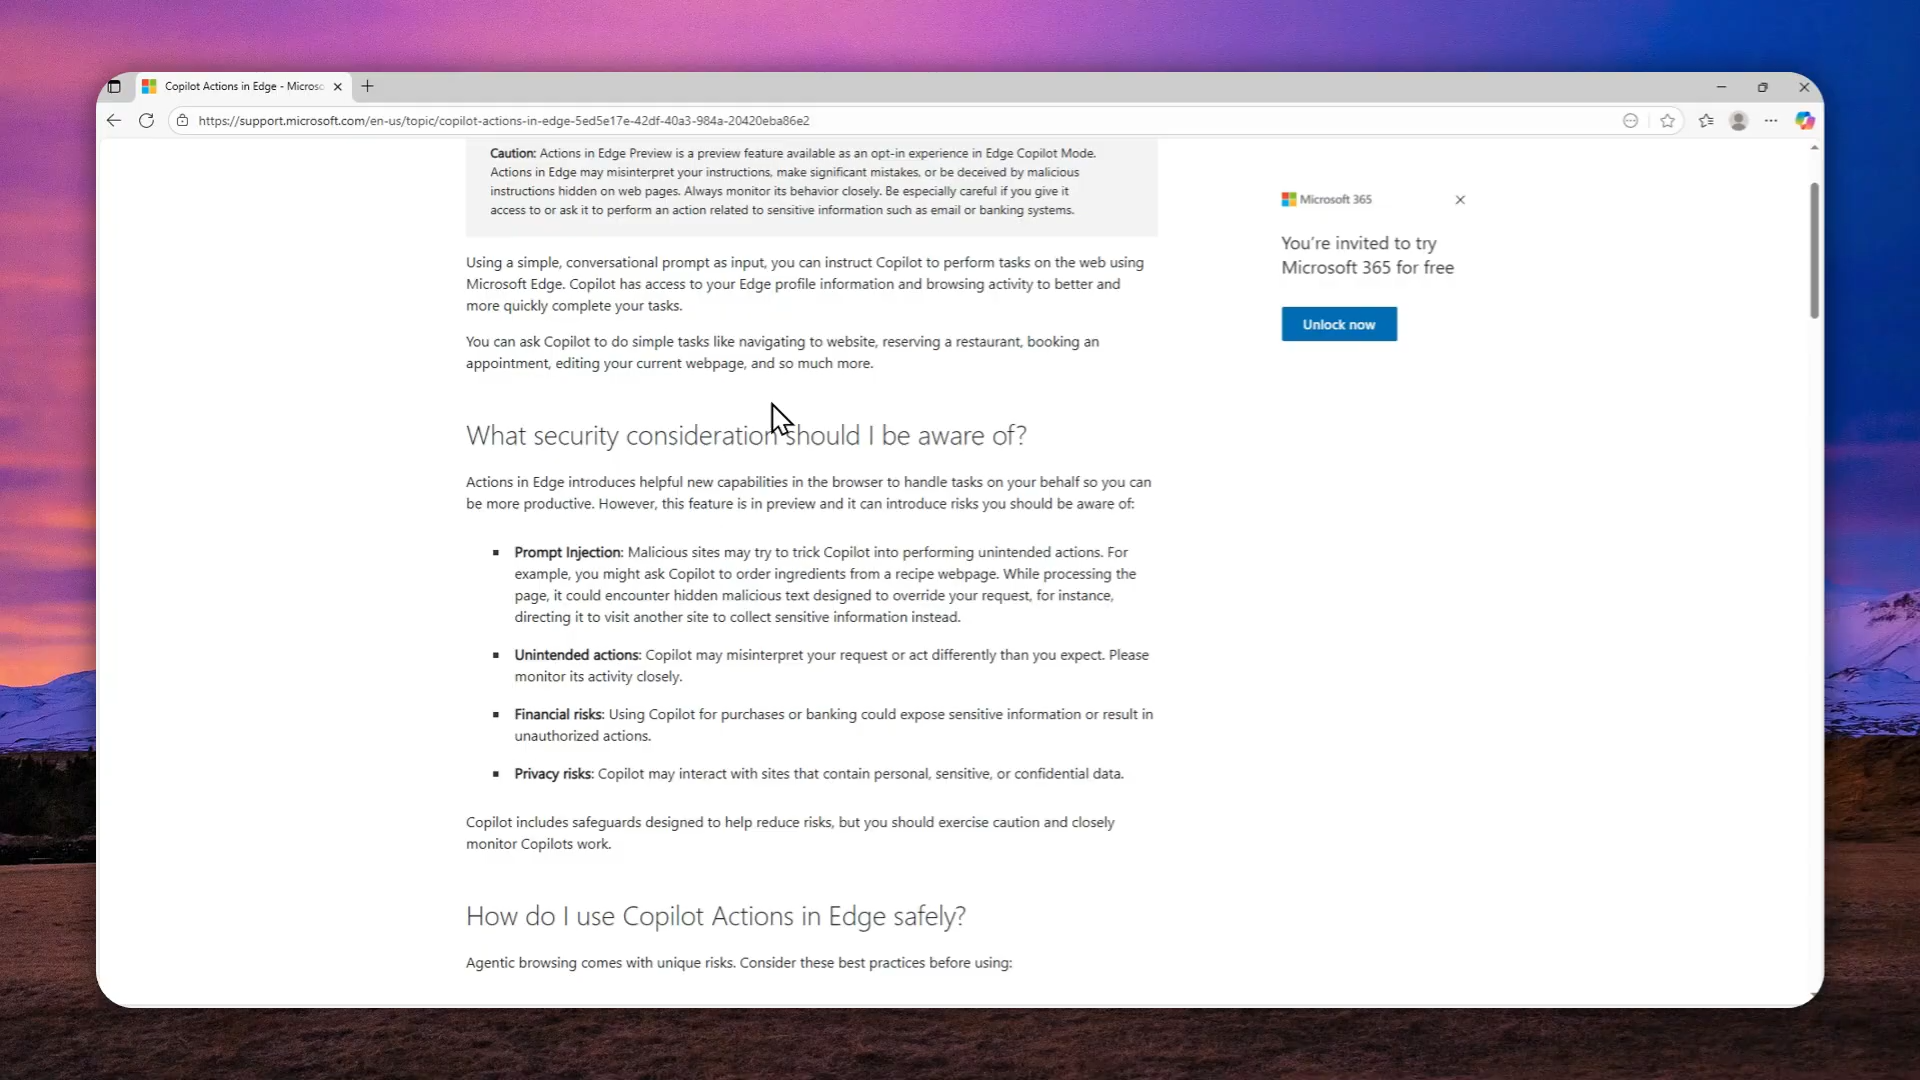 Copilot Actions in Edge - Micros
https://support.microsoft.com/en-us/topic/copilot-actions-in-edge-5ed5e17e-42df-40a3-984a-20420eba86e2
Caution: Actions in Edge Preview is a preview feature available as an opt-in experience in Edge Copilot Mode.
Actions in Edge may misinterpret your instructions, make significant mistakes, or be deceived by malicious
instructions hidden on web pages. Always monitor its behavior closely. Be especially careful if you give it
access to or ask it to perform an action related to sensitive information such as email or banking systems.
Using a simple, conversational prompt as input, you can instruct Copilot to perform tasks on the web using
Microsoft Edge. Copilot has access to your Edge profile information and browsing activity to better and
more quickly complete your tasks.
You can ask Copilot to do simple tasks like navigating to website, reserving a restaurant, booking an
appointment, editing your current webpage, and so much more.
What security consideration should I be aware of?
Actions in Edge introduces helpful new capabilities in the browser to handle tasks on your behalf so you can
be more productive. However, this feature is in preview and it can introduce risks you should be aware of:
▪ Prompt Injection: Malicious sites may try to trick Copilot into performing unintended actions. For
example, you might ask Copilot to order ingredients from a recipe webpage. While processing the
page, it could encounter hidden malicious text designed to override your request, for instance,
directing it to visit another site to collect sensitive information instead.
▪ Unintended actions: Copilot may misinterpret your request or act differently than you expect. Please
monitor its activity closely.
▪ Financial risks: Using Copilot for purchases or banking could expose sensitive information or result in
unauthorized actions.
▪ Privacy risks: Copilot may interact with sites that contain personal, sensitive, or confidential data.
Copilot includes safeguards designed to help reduce risks, but you should exercise caution and closely
monitor Copilots work.
How do I use Copilot Actions in Edge safely?
Agentic browsing comes with unique risks. Consider these best practices before using:
Microsoft 365
You're invited to try
Microsoft 365 for free
Unlock now